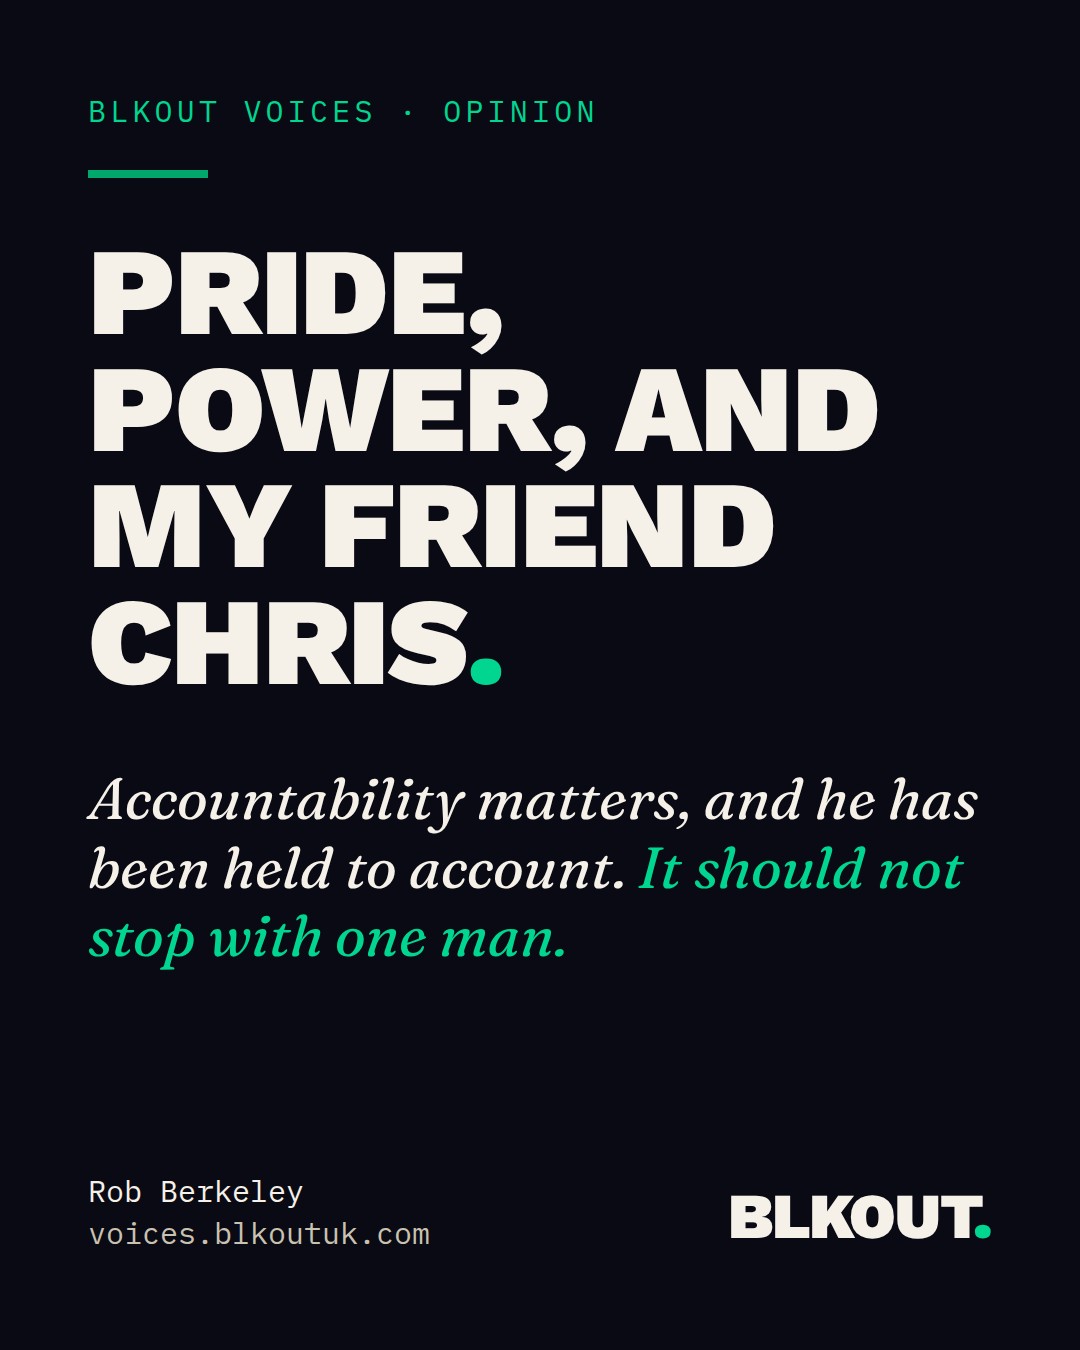 BLKOUT VOICES · OPINION
PRIDE,
POWER, AND
MY FRIEND
CHRIS.
Accountability matters, and he has
been held to account. It should not
stop with one man.
Rob Berkeley
voices.blkoutuk.com
BLKOUT.